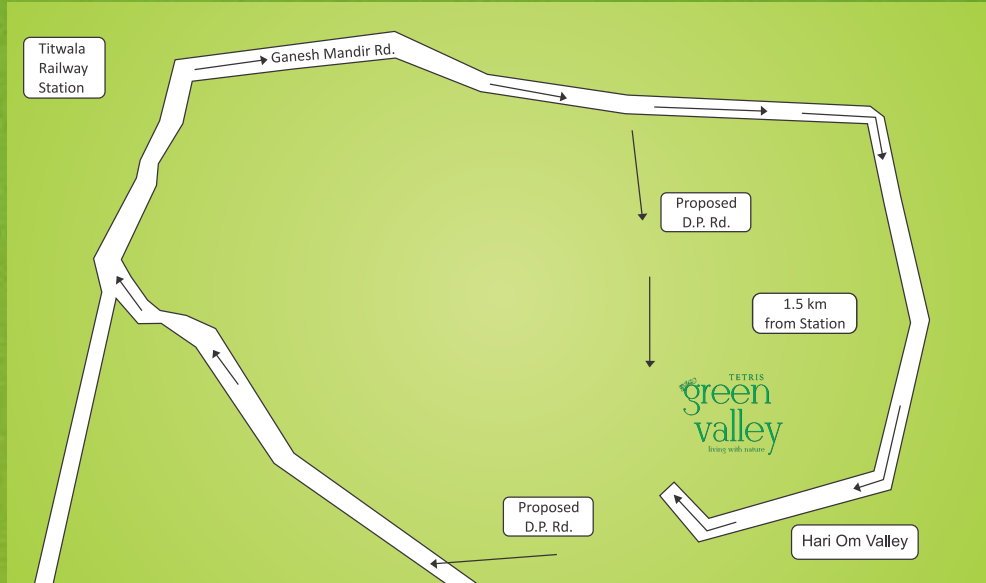 Titwala
Railway
Station
Ganesh Mandir Rd.
Proposed
D.P. Rd.
1.5 km
from Station
TETRIS
green
valley
living with nature
Proposed
D.P. Rd.
Hari Om Valley